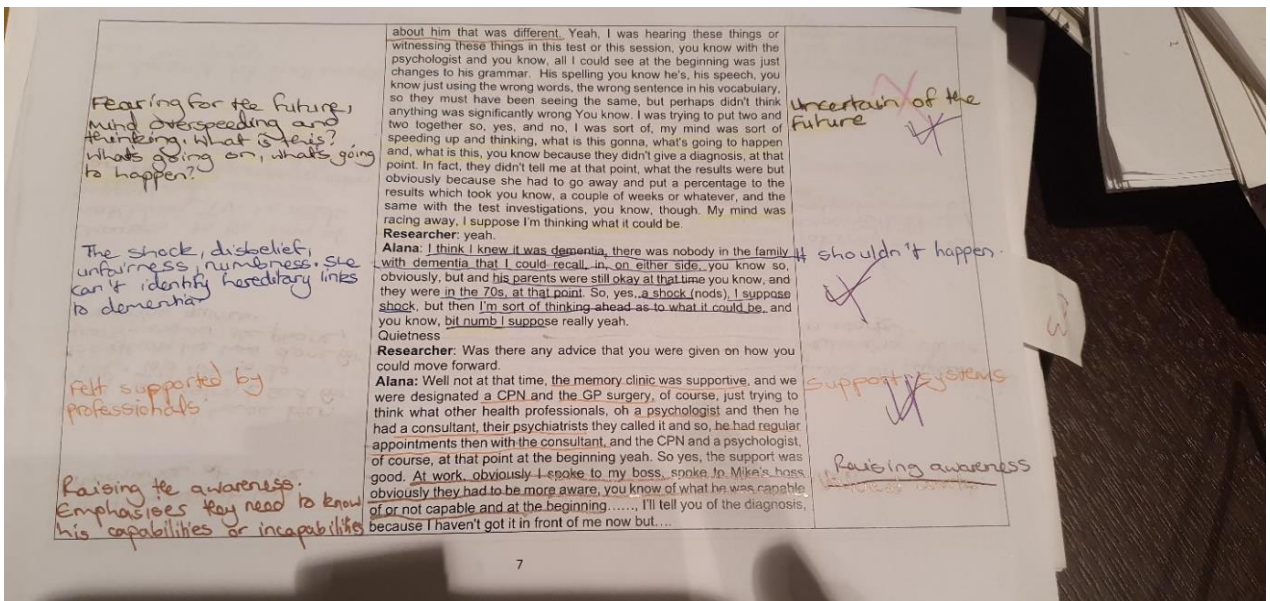 about him that was different. Yeah, I was hearing these things or
witnessing these things in this test or this session, you know with the
psychologist and you know, all I could see at the beginning was just
changes to his grammar. His spelling you know he's, his speech, you
know just using the wrong words, the wrong sentence in his vocabulary,
so they must have been seeing the same, but perhaps didn't think
anything was significantly wrong You know. I was trying to put two and
two together so, yes, and no, I was sort of, my mind was sort of
speeding up and thinking, what is this gonna, what's going to happen
and, what is this, you know because they didn't give a diagnosis, at that
point. In fact, they didn't tell me at that point, what the results were but
obviously because she had to go away and put a percentage to the
results which took you know, a couple of weeks or whatever, and the
same with the test investigations, you know, though. My mind was
racing away, I suppose I'm thinking what it could be.
Researcher: yeah.
Alana: I think I knew it was dementia, there was nobody in the family
with dementia that I could recall, in, on either side, you know so,
obviously, but and his parents were still okay at that time you know, and
they were in the 70s, at that point. So, yes, a shock (nods), I suppose
shock, but then I'm sort of thinking ahead as to what it could be, and
you know, bit numb I suppose really yeah.
Quietness
Researcher: Was there any advice that you were given on how you
could move forward.
Alana: Well not at that time, the memory clinic was supportive, and we
were designated a CPN and the GP surgery, of course, just trying to
think what other health professionals, oh a psychologist and then he
had a consultant, their psychiatrists they called it and so, he had regular
appointments then with the consultant, and the CPN and a psychologist,
of course, at that point at the beginning yeah. So yes, the support was
good. At work, obviously I spoke to my boss, spoke to Mike's boss
obviously they had to be more aware, you know of what he was capable
of or not capable and at the beginning……, I'll tell you of the diagnosis,
because I haven't got it in front of me now but….
Fearing for the future,
mind overspeeding and
thinking. What is this?
Whats going on, whats going
to happen?
The shock, disbelief,
unfairness, numbness. She
can't identify hereditary links
to dementia
Felt supported by
professionals
Raising the awareness.
Emphasises they need to know
his capabilities or incapabilities
Uncertain of the
future
It shouldn't happen.
Support systems
Raising awareness
7